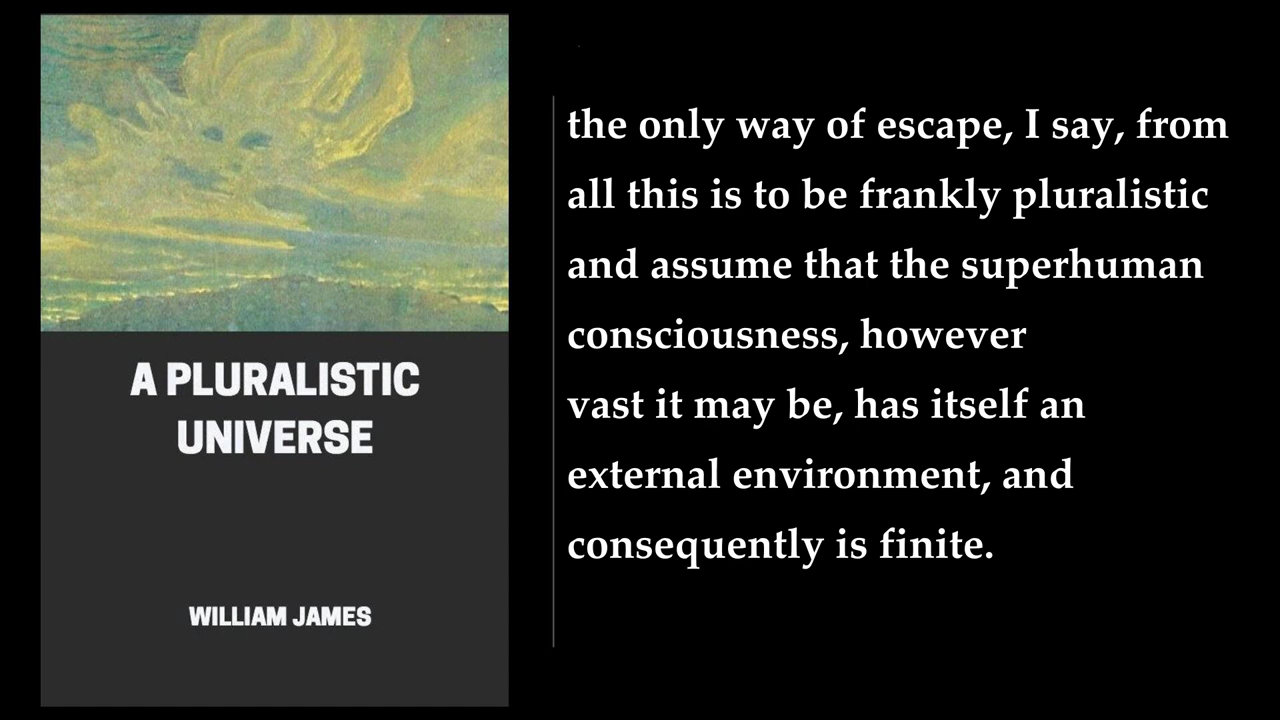 A PLURALISTIC
UNIVERSE
WILLIAM JAMES
the only way of escape, I say, from
all this is to be frankly pluralistic
and assume that the superhuman
consciousness, however
vast it may be, has itself an
external environment, and
consequently is finite.